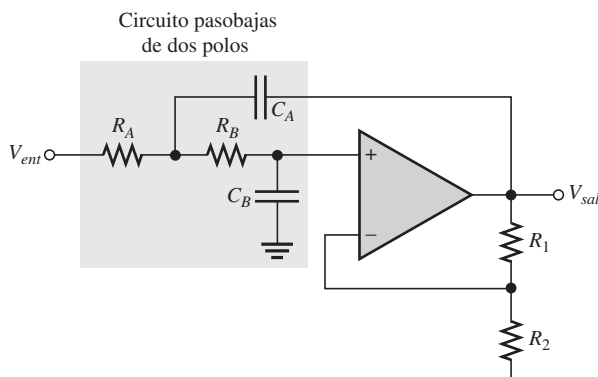 Circuito pasobajas
de dos polos
C_A
R_A
R_B
V_ent
+
V_sal
C_B
−
R_1
R_2